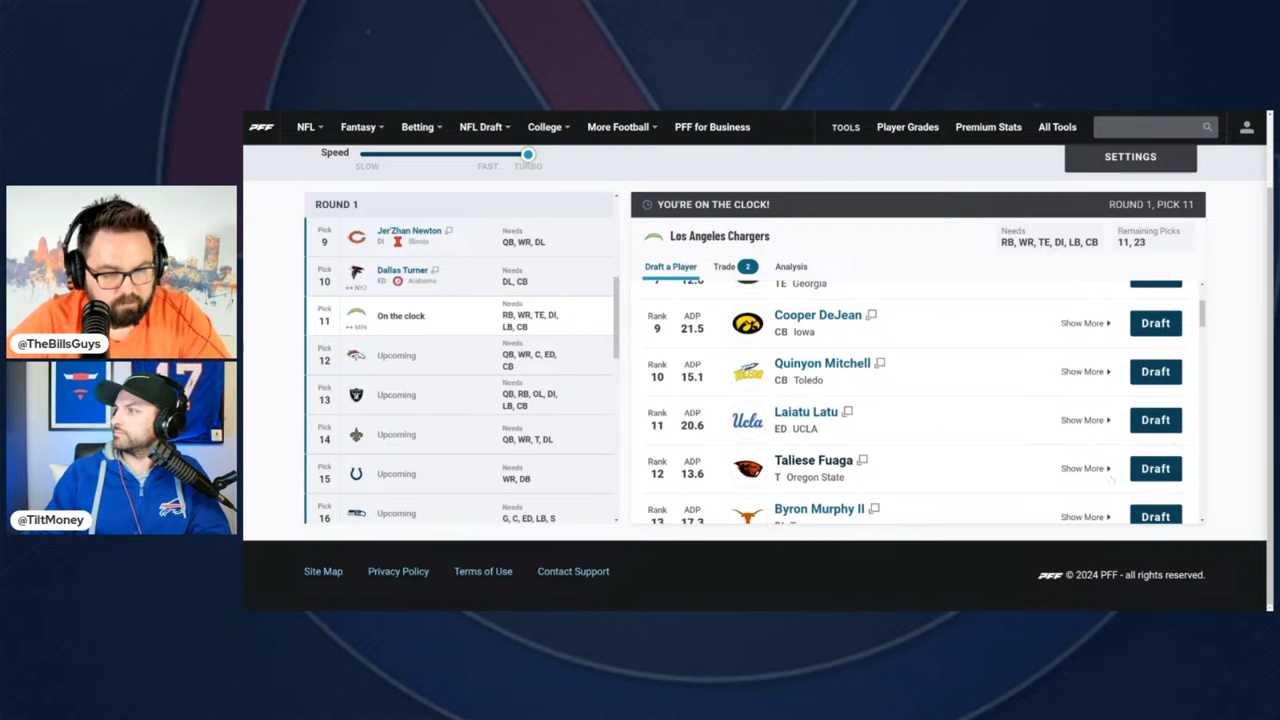 PFF NFL Fantasy Betting NFL Draft College More Football PFF for Business TOOLS Player Grades Premium Stats All Tools
Speed
SLOW FAST TURBO
SETTINGS
ROUND 1
Pick 9
Jer'Zhan Newton
DI Illinois
Needs
QB, WR, DL
Pick 10
Dallas Turner
ED Alabama
NYJ
Needs
DL, CB
Pick 11
On the clock
MIN
Needs
RB, WR, TE, DI,
LB, CB
Pick 12
Upcoming
Needs
QB, WR, C, ED,
CB
Pick 13
Upcoming
Needs
QB, RB, OL, DI,
LB, CB
Pick 14
Upcoming
Needs
QB, WR, T, DL
Pick 15
Upcoming
Needs
WR, DB
Pick 16
Upcoming
Needs
G, C, ED, LB, S
YOU'RE ON THE CLOCK! ROUND 1, PICK 11
Los Angeles Chargers
Needs
RB, WR, TE, DI, LB, CB
Remaining Picks
11, 23
Draft a Player Trade 2 Analysis
TE Georgia
Rank 9
ADP 21.5
Cooper DeJean
CB Iowa
Show More
Draft
Rank 10
ADP 15.1
Quinyon Mitchell
CB Toledo
Show More
Draft
Rank 11
ADP 20.6
Ucla
Laiatu Latu
ED UCLA
Show More
Draft
Rank 12
ADP 13.6
Taliese Fuaga
T Oregon State
Show More
Draft
Rank 13
ADP 17.3
Byron Murphy II
Show More
Draft
Site Map Privacy Policy Terms of Use Contact Support
PFF © 2024 PFF - all rights reserved.
@TheBillsGuys
17
@TiltMoney